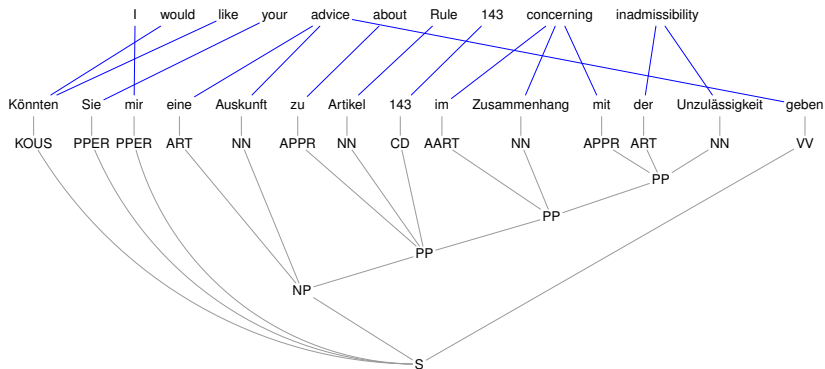 I would like your advice about Rule 143 concerning inadmissibility
Könnten Sie mir eine Auskunft zu Artikel 143 im Zusammenhang mit der Unzulässigkeit geben
KOUS PPER PPER ART NN APPR NN CD AART NN APPR ART NN VV
PP
PP
PP
NP
S